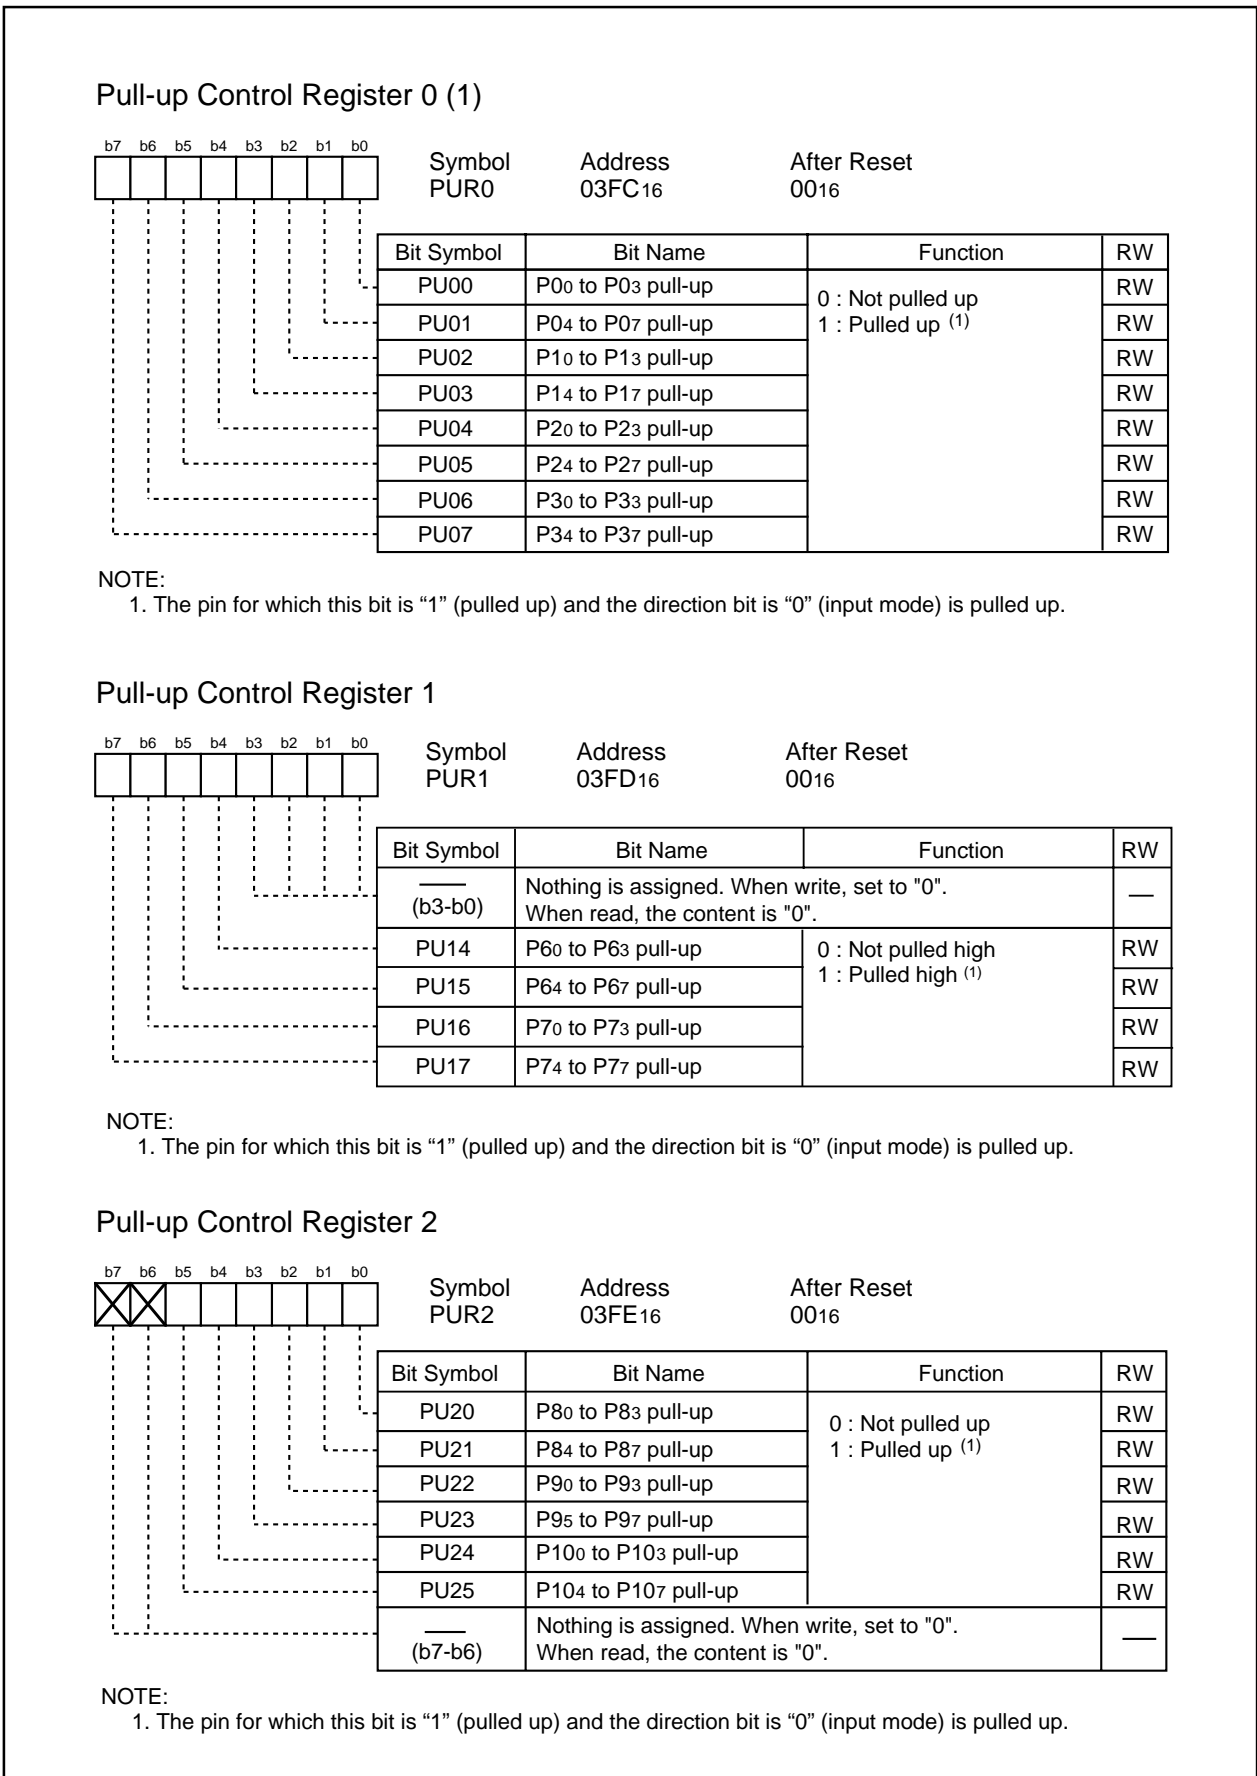 Pull-up Control Register 0 (1)
b7 b6 b5 b4 b3 b2 b1 b0
Symbol Address After Reset
PUR0 03FC16 0016
Bit Symbol Bit Name Function RW
PU00 P00 to P03 pull-up 0 : Not pulled up RW
PU01 P04 to P07 pull-up 1 : Pulled up (1) RW
PU02 P10 to P13 pull-up RW
PU03 P14 to P17 pull-up RW
PU04 P20 to P23 pull-up RW
PU05 P24 to P27 pull-up RW
PU06 P30 to P33 pull-up RW
PU07 P34 to P37 pull-up RW
NOTE:
1. The pin for which this bit is “1” (pulled up) and the direction bit is “0” (input mode) is pulled up.
Pull-up Control Register 1
b7 b6 b5 b4 b3 b2 b1 b0
Symbol Address After Reset
PUR1 03FD16 0016
Bit Symbol Bit Name Function RW
Nothing is assigned. When write, set to "0".
(b3-b0) When read, the content is "0". —
PU14 P60 to P63 pull-up 0 : Not pulled high RW
PU15 P64 to P67 pull-up 1 : Pulled high (1) RW
PU16 P70 to P73 pull-up RW
PU17 P74 to P77 pull-up RW
NOTE:
1. The pin for which this bit is “1” (pulled up) and the direction bit is “0” (input mode) is pulled up.
Pull-up Control Register 2
b7 b6 b5 b4 b3 b2 b1 b0
Symbol Address After Reset
PUR2 03FE16 0016
Bit Symbol Bit Name Function RW
PU20 P80 to P83 pull-up 0 : Not pulled up RW
PU21 P84 to P87 pull-up 1 : Pulled up (1) RW
PU22 P90 to P93 pull-up RW
PU23 P95 to P97 pull-up RW
PU24 P100 to P103 pull-up RW
PU25 P104 to P107 pull-up RW
Nothing is assigned. When write, set to "0".
(b7-b6) When read, the content is "0". —
NOTE:
1. The pin for which this bit is “1” (pulled up) and the direction bit is “0” (input mode) is pulled up.